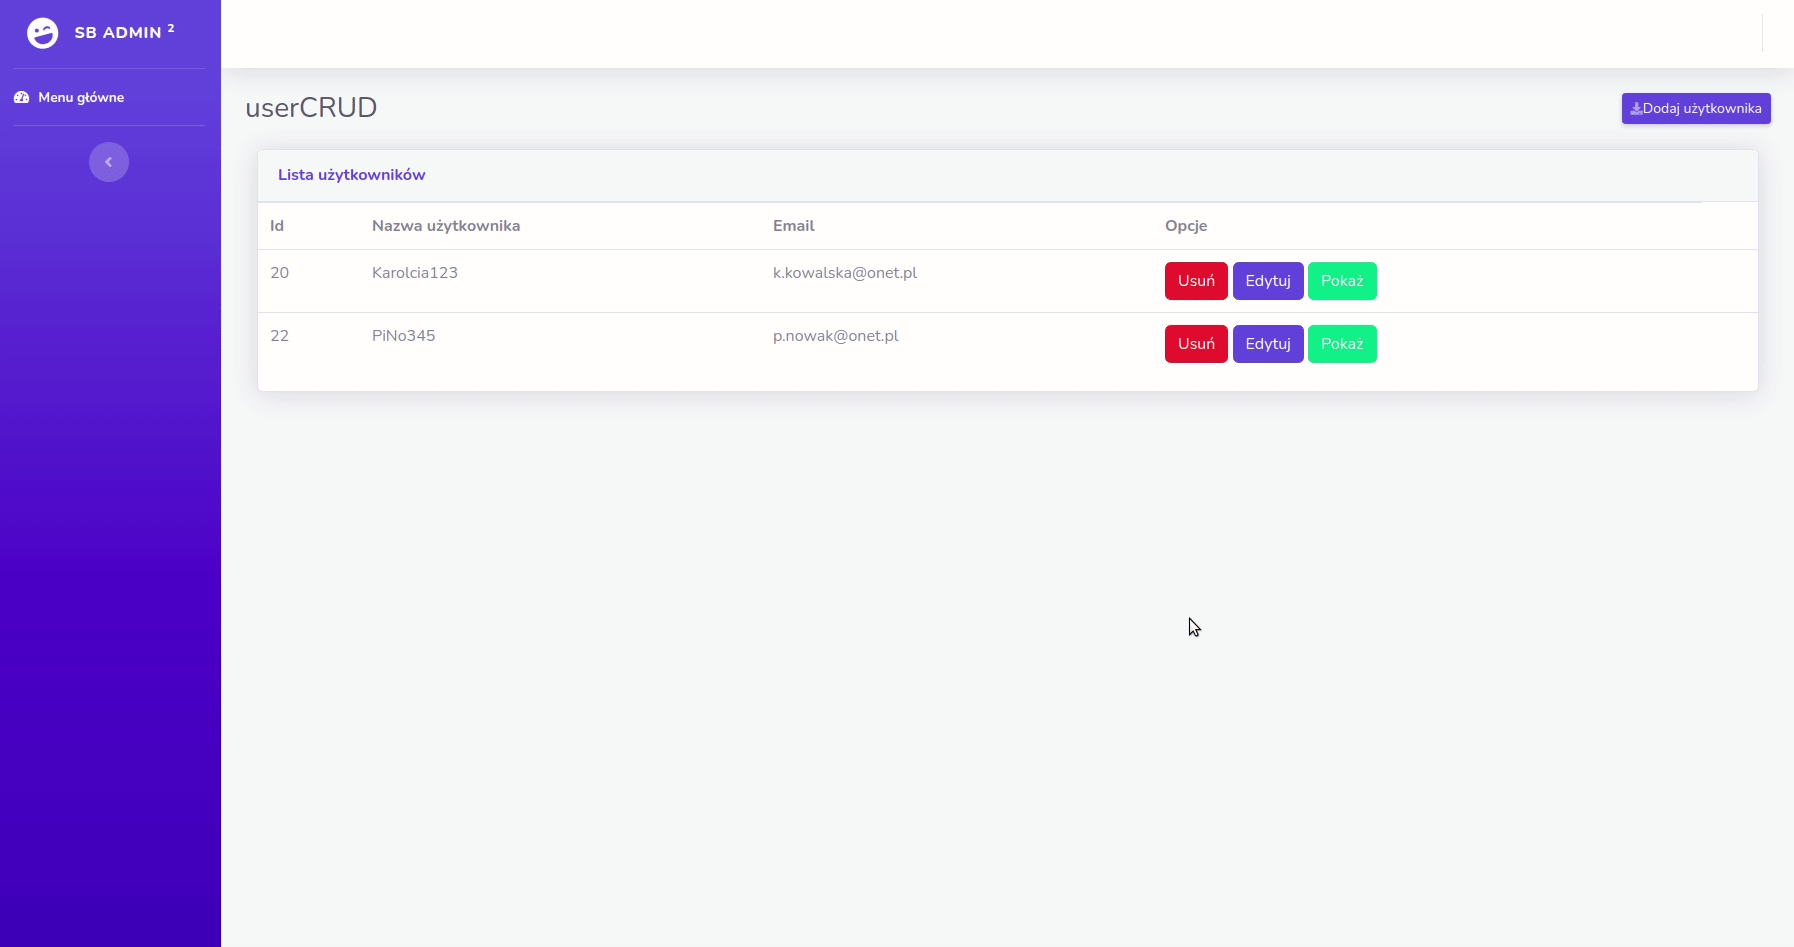 SB ADMIN 2
Menu główne
userCRUD
Dodaj użytkownika
Lista użytkowników
Id Nazwa użytkownika Email Opcje
20 Karolcia123 k.kowalska@onet.pl Usuń Edytuj Pokaż
22 PiNo345 p.nowak@onet.pl Usuń Edytuj Pokaż